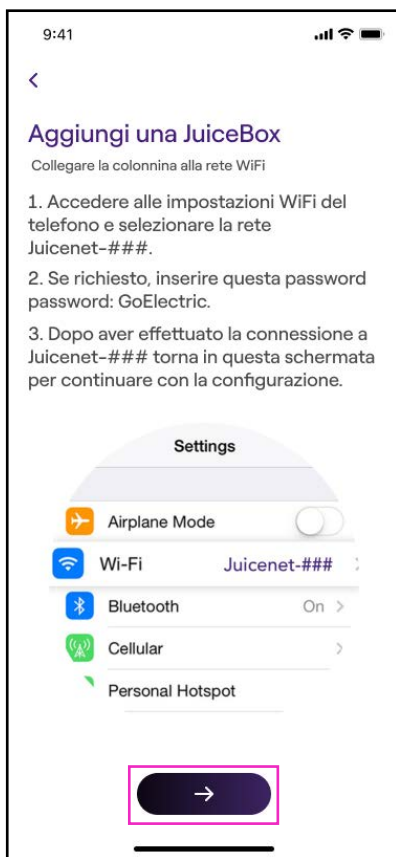 9:41
Aggiungi una JuiceBox
Collegare la colonnina alla rete WiFi
1. Accedere alle impostazioni WiFi del
telefono e selezionare la rete
Juicenet-###.
2. Se richiesto, inserire questa password
password: GoElectric.
3. Dopo aver effettuato la connessione a
Juicenet-### torna in questa schermata
per continuare con la configurazione.
Settings
Airplane Mode
Wi-Fi Juicenet-###
Bluetooth On
Cellular
Personal Hotspot